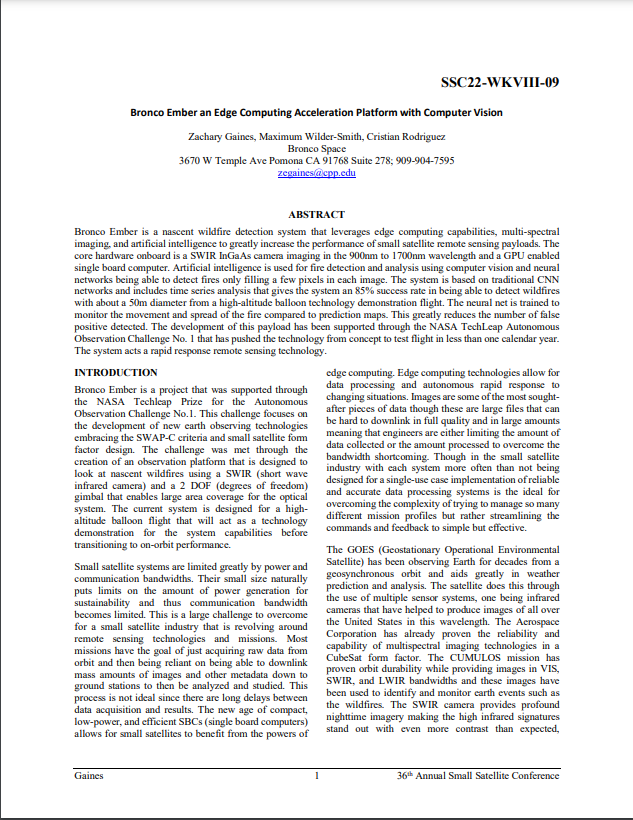 SSC22-WKVIII-09
Bronco Ember an Edge Computing Acceleration Platform with Computer Vision
Zachary Gaines, Maximum Wilder-Smith, Cristian Rodriguez
Bronco Space
3670 W Temple Ave Pomona CA 91768 Suite 278; 909-904-7595
zegaines@cpp.edu
ABSTRACT
Bronco Ember is a nascent wildfire detection system that leverages edge computing capabilities, multi-spectral
imaging, and artificial intelligence to greatly increase the performance of small satellite remote sensing payloads. The
core hardware onboard is a SWIR InGaAs camera imaging in the 900nm to 1700nm wavelength and a GPU enabled
single board computer. Artificial intelligence is used for fire detection and analysis using computer vision and neural
networks being able to detect fires only filling a few pixels in each image. The system is based on traditional CNN
networks and includes time series analysis that gives the system an 85% success rate in being able to detect wildfires
with about a 50m diameter from a high-altitude balloon technology demonstration flight. The neural net is trained to
monitor the movement and spread of the fire compared to prediction maps. This greatly reduces the number of false
positive detected. The development of this payload has been supported through the NASA TechLeap Autonomous
Observation Challenge No. 1 that has pushed the technology from concept to test flight in less than one calendar year.
The system acts a rapid response remote sensing technology.
INTRODUCTION
Bronco Ember is a project that was supported through
the NASA Techleap Prize for the Autonomous
Observation Challenge No.1. This challenge focuses on
the development of new earth observing technologies
embracing the SWAP-C criteria and small satellite form
factor design. The challenge was met through the
creation of an observation platform that is designed to
look at nascent wildfires using a SWIR (short wave
infrared camera) and a 2 DOF (degrees of freedom)
gimbal that enables large area coverage for the optical
system. The current system is designed for a high-
altitude balloon flight that will act as a technology
demonstration for the system capabilities before
transitioning to on-orbit performance.
Small satellite systems are limited greatly by power and
communication bandwidths. Their small size naturally
puts limits on the amount of power generation for
sustainability and thus communication bandwidth
becomes limited. This is a large challenge to overcome
for a small satellite industry that is revolving around
remote sensing technologies and missions. Most
missions have the goal of just acquiring raw data from
orbit and then being reliant on being able to downlink
mass amounts of images and other metadata down to
ground stations to then be analyzed and studied. This
process is not ideal since there are long delays between
data acquisition and results. The new age of compact,
low-power, and efficient SBCs (single board computers)
allows for small satellites to benefit from the powers of
edge computing. Edge computing technologies allow for
data processing and autonomous rapid response to
changing situations. Images are some of the most sought-
after pieces of data though these are large files that can
be hard to downlink in full quality and in large amounts
meaning that engineers are either limiting the amount of
data collected or the amount processed to overcome the
bandwidth shortcoming. Though in the small satellite
industry with each system more often than not being
designed for a single-use case implementation of reliable
and accurate data processing systems is the ideal for
overcoming the complexity of trying to manage so many
different mission profiles but rather streamlining the
commands and feedback to simple but effective.
The GOES (Geostationary Operational Environmental
Satellite) has been observing Earth for decades from a
geosynchronous orbit and aids greatly in weather
prediction and analysis. The satellite does this through
the use of multiple sensor systems, one being infrared
cameras that have helped to produce images of all over
the United States in this wavelength. The Aerospace
Corporation has already proven the reliability and
capability of multispectral imaging technologies in a
CubeSat form factor. The CUMULOS mission has
proven orbit durability while providing images in VIS,
SWIR, and LWIR bandwidths and these images have
been used to identify and monitor earth events such as
the wildfires. The SWIR camera provides profound
nighttime imagery making the high infrared signatures
stand out with even more contrast than expected,
Gaines
1
36th Annual Small Satellite Conference